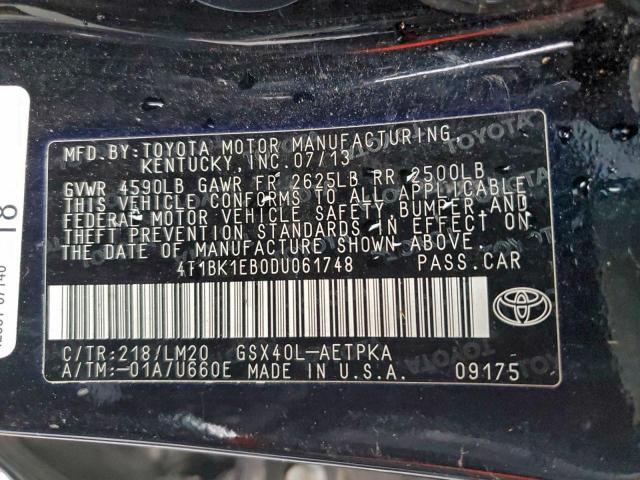 MFD.BY:TOYOTA MOTOR MANUFACTURING,
KENTUCKY, INC.07/13
GVWR 4590LB GAWR FR 2625LB RR 2500LB
THIS VEHICLE CONFORMS TO ALL APPLICABLE
FEDERAL MOTOR VEHICLE SAFETY, BUMPER AND
THEFT PREVENTION STANDARDS IN EFFECT ON
THE DATE OF MANUFACTURE SHOWN ABOVE.
4T1BK1EB0DU061748 PASS.CAR
C/TR:218/LM20 GSX40L-AETPKA
A/TM:-01A/U660E MADE IN U.S.A. 09175
TOYOTA
18